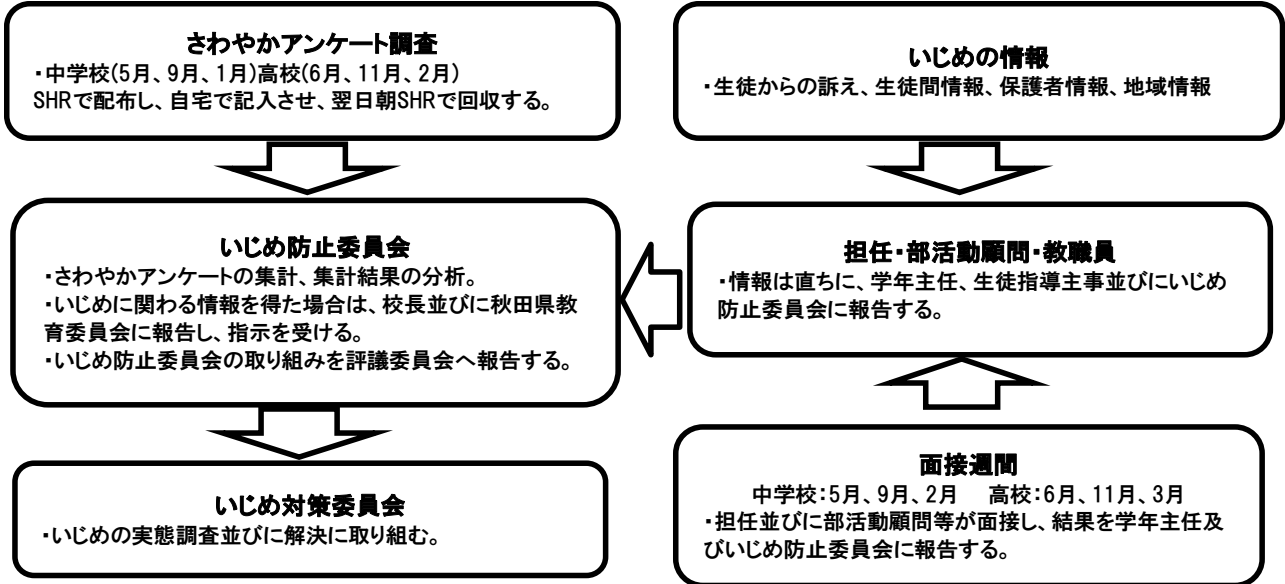 さわやかアンケート調査
・中学校(5月、9月、1月)高校(6月、11月、2月)
SHRで配布し、自宅で記入させ、翌日朝SHRで回収する。
いじめの情報
・生徒からの訴え、生徒間情報、保護者情報、地域情報
いじめ防止委員会
・さわやかアンケートの集計、集計結果の分析。
・いじめに関わる情報を得た場合は、校長並びに秋田県教
育委員会に報告し、指示を受ける。
・いじめ防止委員会の取り組みを評議委員会へ報告する。
担任・部活動顧問・教職員
・情報は直ちに、学年主任、生徒指導主事並びにいじめ
防止委員会に報告する。
いじめ対策委員会
・いじめの実態調査並びに解決に取り組む。
面接週間
中学校:5月、9月、2月 高校:6月、11月、3月
・担任並びに部活動顧問等が面接し、結果を学年主任及
びいじめ防止委員会に報告する。